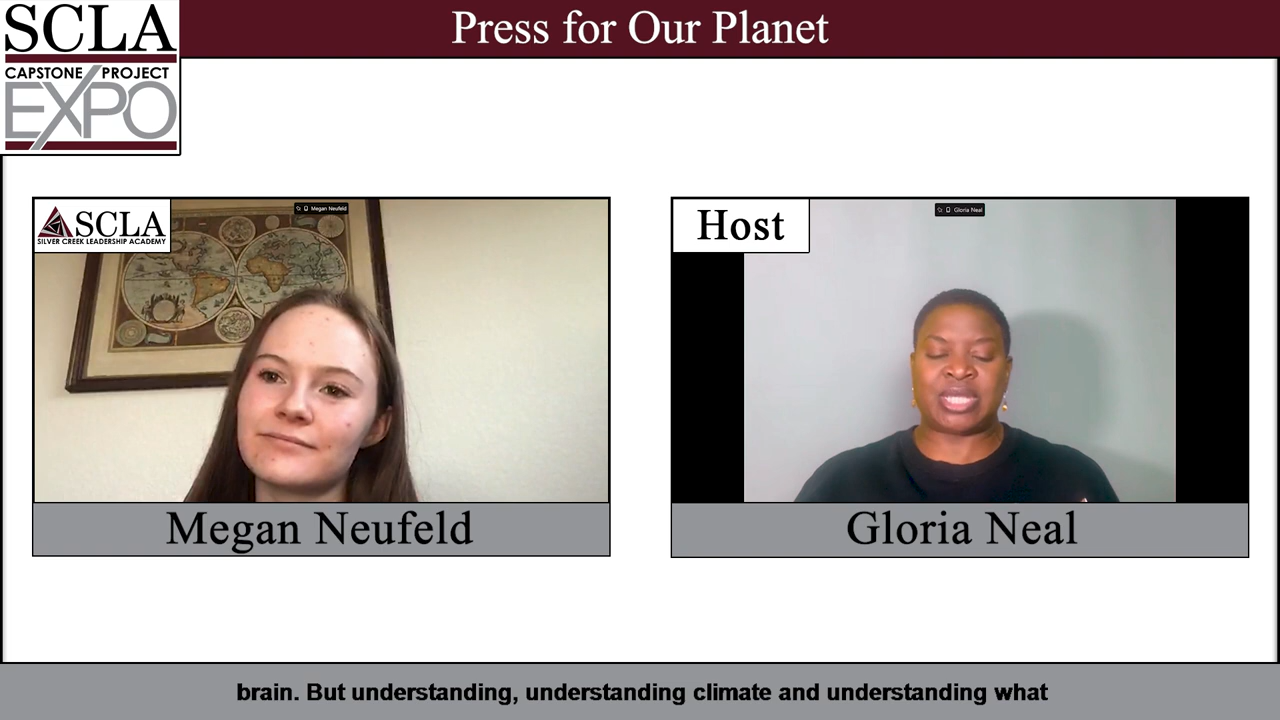 Press for Our Planet
SCLA
CAPSTONE PROJECT
EXPO
SCLA
SILVER CREEK LEADERSHIP ACADEMY
Megan Neufeld
Host
Gloria Neal
Megan Neufeld
Gloria Neal
brain. But understanding, understanding climate and understanding what